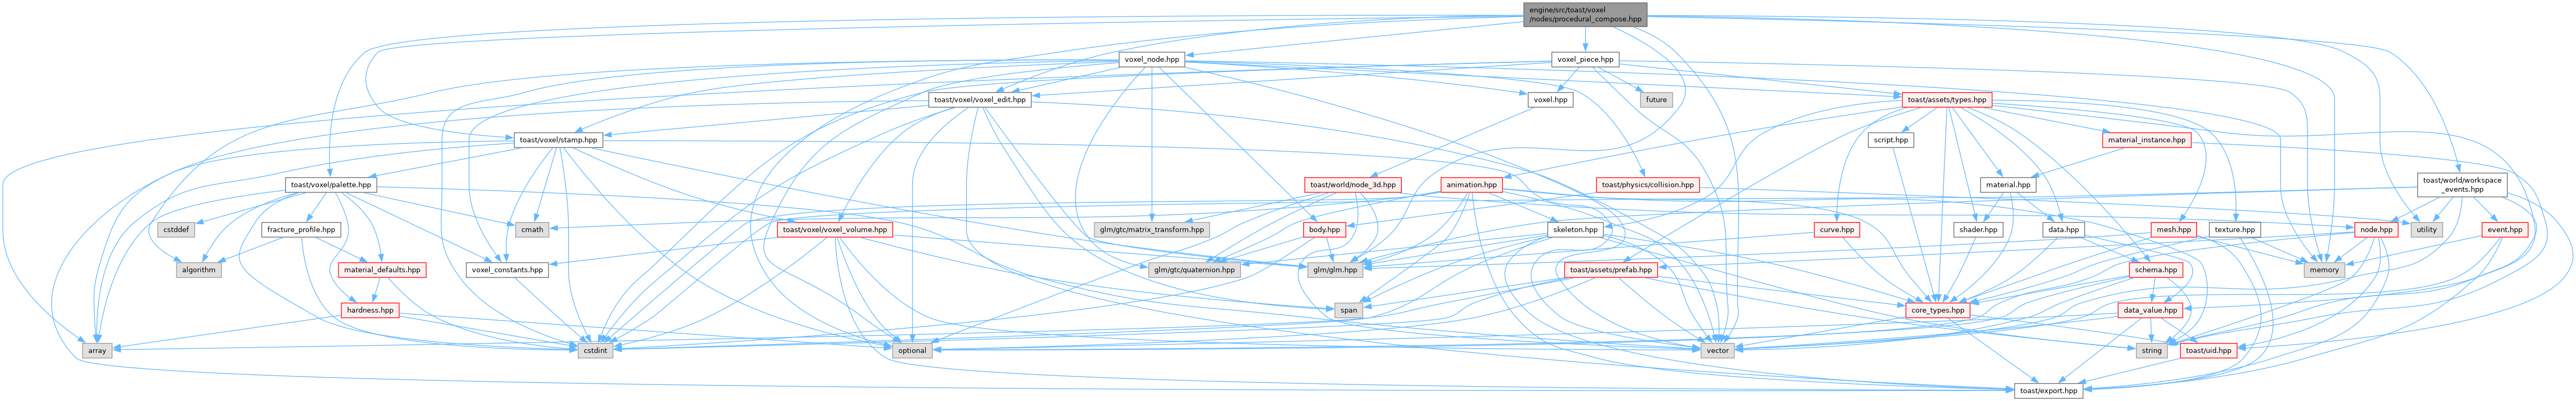 engine/src/toast/voxel
/nodes/procedural_compose.hpp
voxel_node.hpp
voxel_piece.hpp
toast/voxel/voxel_edit.hpp
voxel.hpp
future
toast/assets/types.hpp
toast/voxel/stamp.hpp
script.hpp
material_instance.hpp
toast/voxel/palette.hpp
toast/world/node_3d.hpp
animation.hpp
toast/physics/collision.hpp
material.hpp
toast/world/workspace
_events.hpp
cstddef
fracture_profile.hpp
cmath
toast/voxel/voxel_volume.hpp
glm/gtc/matrix_transform.hpp
body.hpp
skeleton.hpp
curve.hpp
shader.hpp
data.hpp
mesh.hpp
texture.hpp
node.hpp
utility
event.hpp
algorithm
material_defaults.hpp
voxel_constants.hpp
glm/gtc/quaternion.hpp
glm/glm.hpp
toast/assets/prefab.hpp
schema.hpp
memory
hardness.hpp
span
core_types.hpp
data_value.hpp
array
cstdint
optional
vector
string
toast/uid.hpp
toast/export.hpp